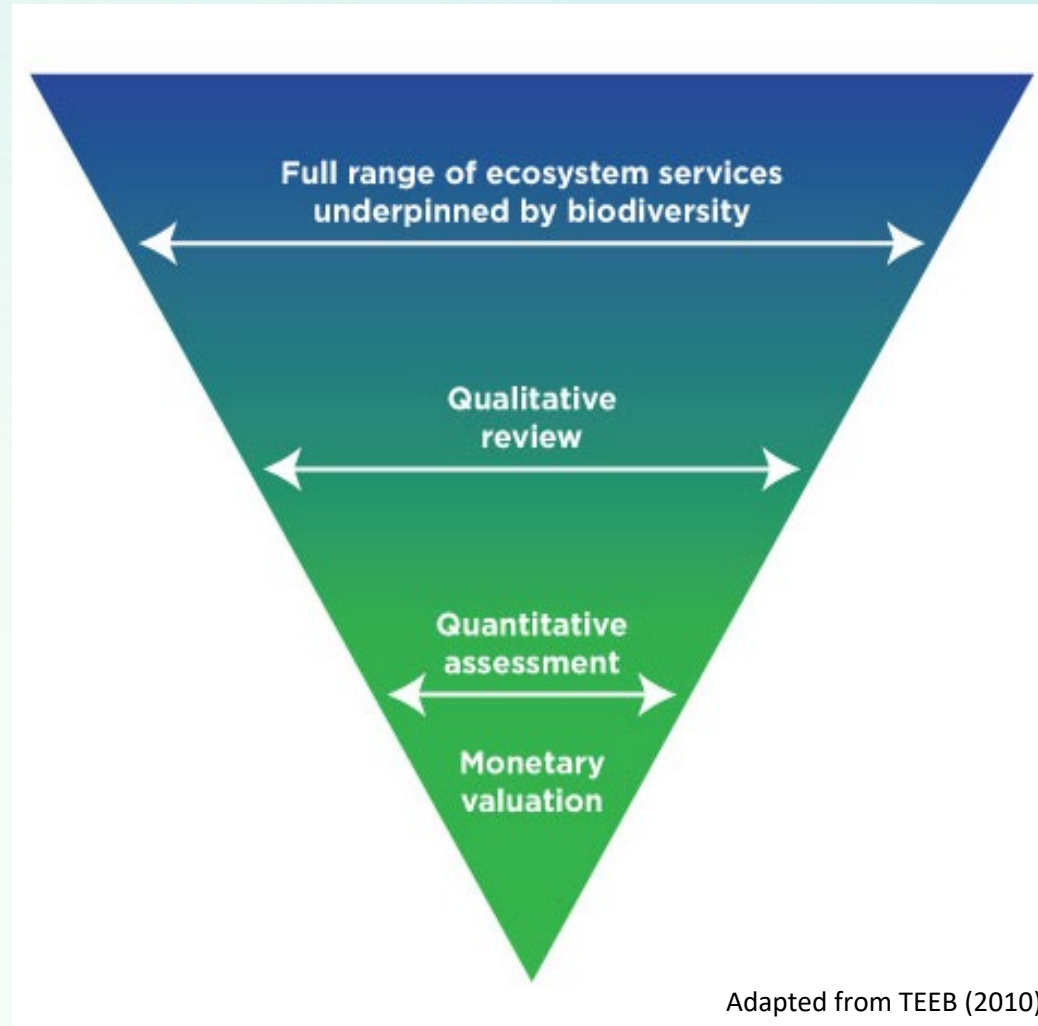 Full range of ecosystem services
underpinned by biodiversity
Qualitative
review
Quantitative
assessment
Monetary
valuation
Adapted from TEEB (2010)